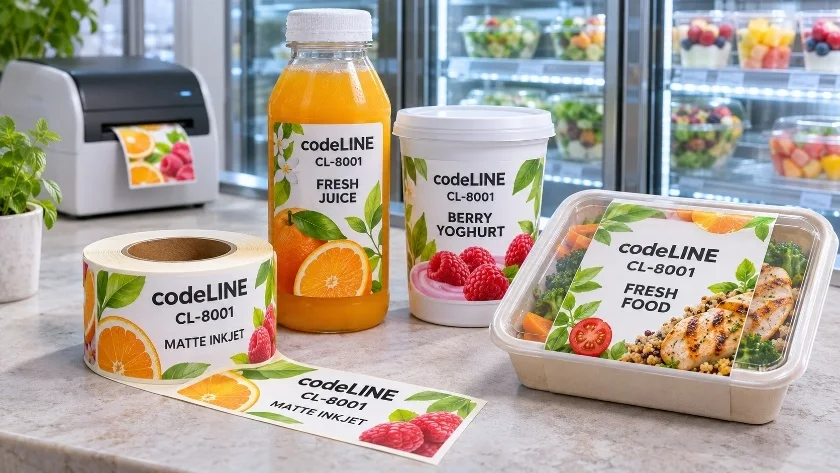 codeLINE
CL-8001
FRESH
JUICE
codeLINE
CL-8001
BERRY
YOGHURT
codeLINE
CL-8001
FRESH
FOOD
codeLINE
CL-8001
MATTE INKJET
codeLINE
CL-8001
MATTE INKJET